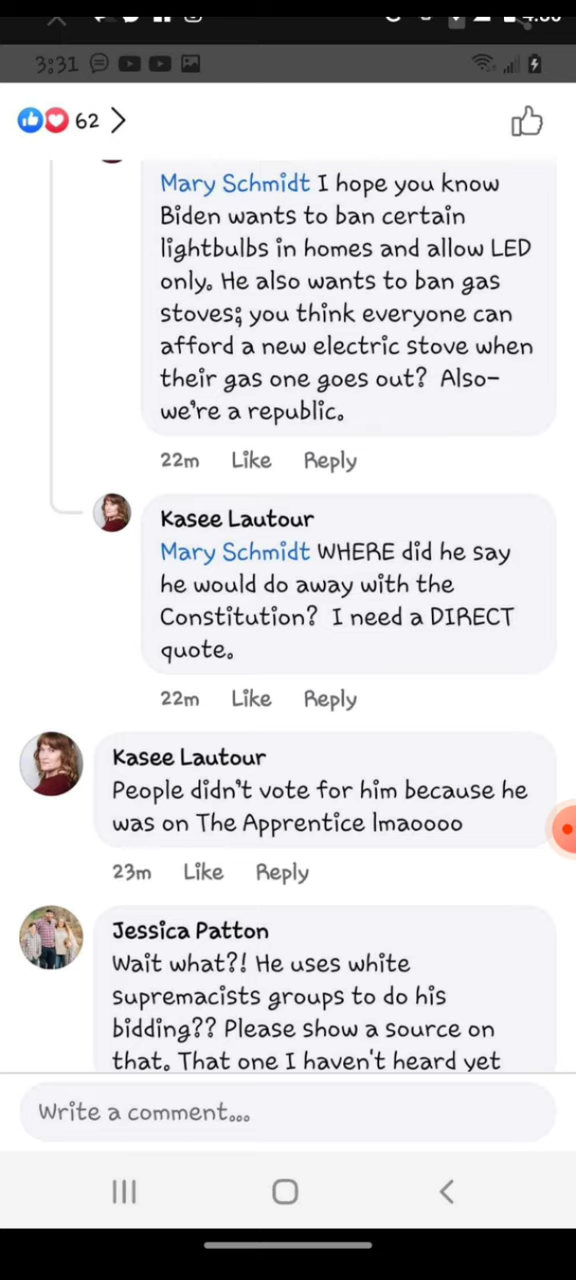 3:31
62
Mary Schmidt I hope you know
Biden wants to ban certain
lightbulbs in homes and allow LED
only. He also wants to ban gas
stoves; you think everyone can
afford a new electric stove when
their gas one goes out? Also-
we're a republic.
22m Like Reply
Kasee Lautour
Mary Schmidt WHERE did he say
he would do away with the
Constitution? I need a DIRECT
quote.
22m Like Reply
Kasee Lautour
People didn't vote for him because he
was on The Apprentice lmaoooo
23m Like Reply
Jessica Patton
Wait what?! He uses white
supremacists groups to do his
bidding?? Please show a source on
that. That one I haven't heard yet
Write a comment...